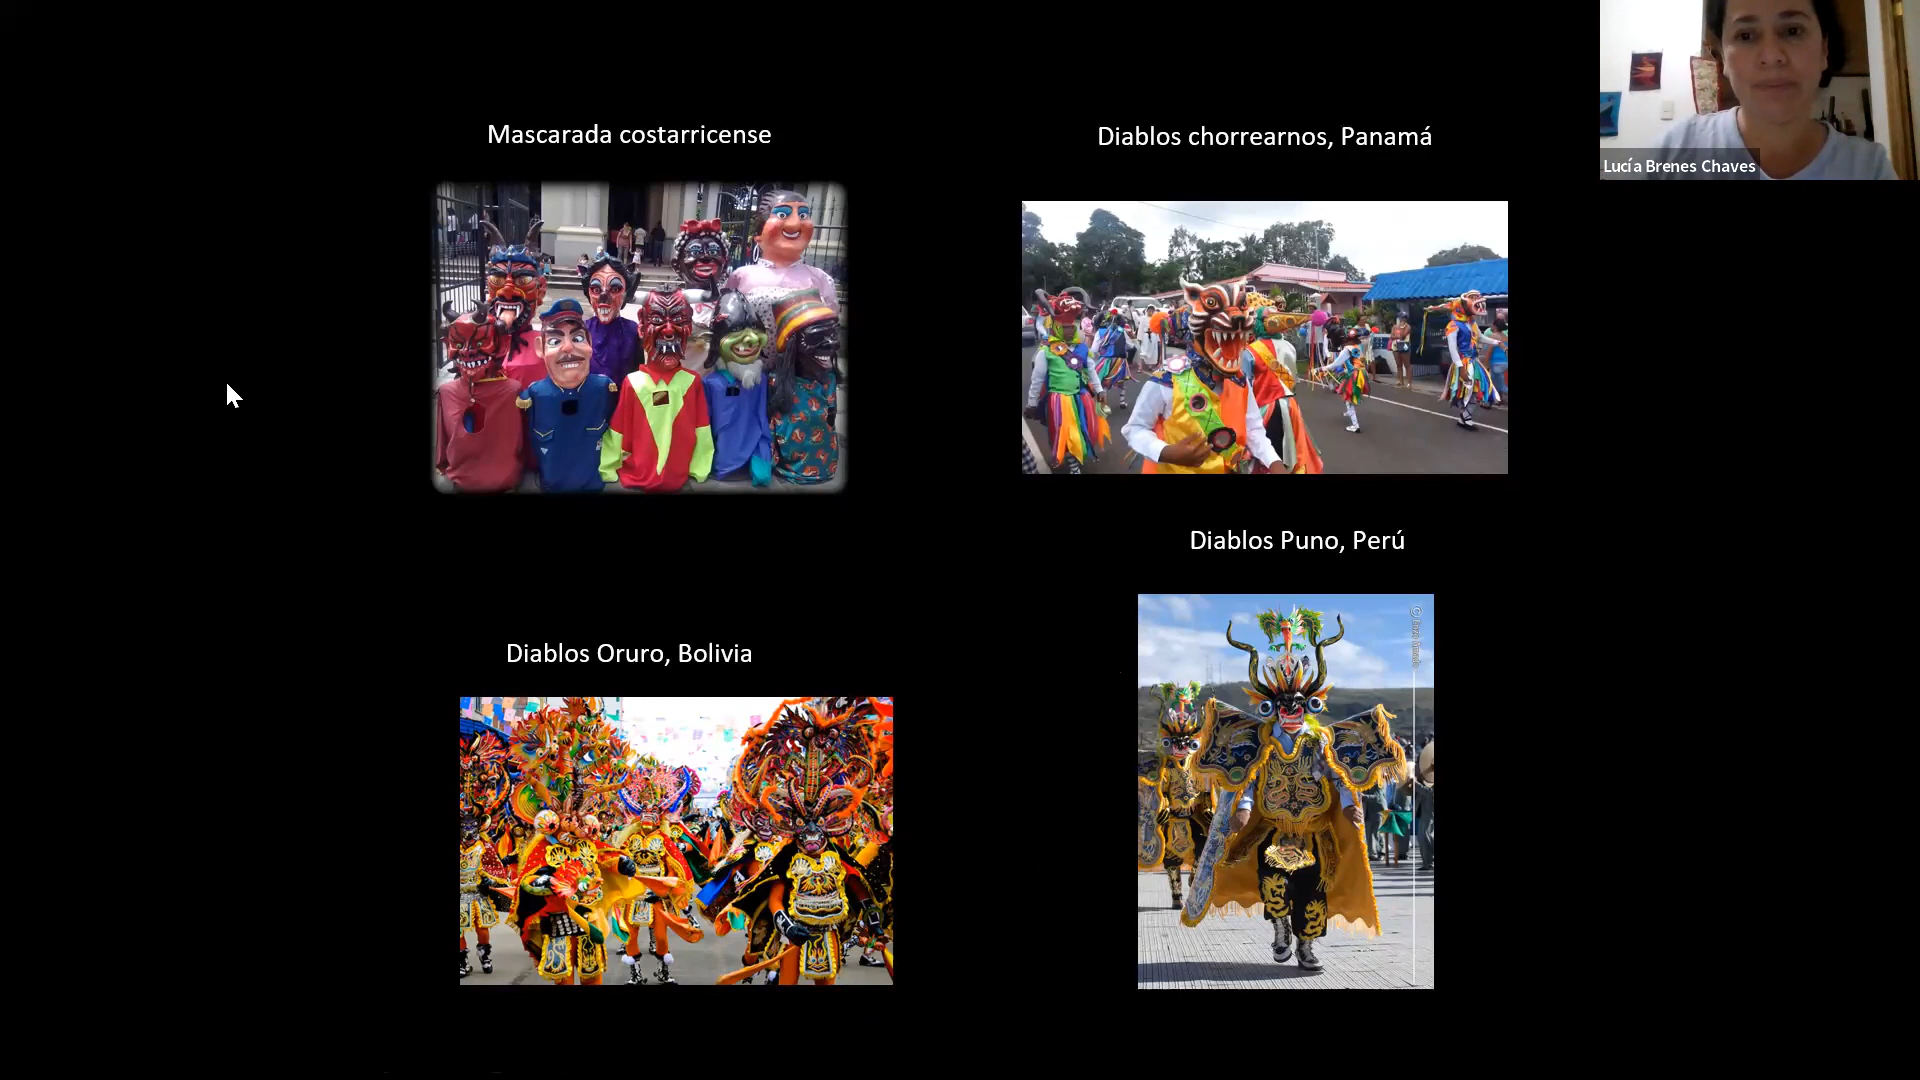 Mascarada costarricense
Diablos chorrearnos, Panamá
Lucía Brenes Chaves
Diablos Puno, Perú
Diablos Oruro, Bolivia